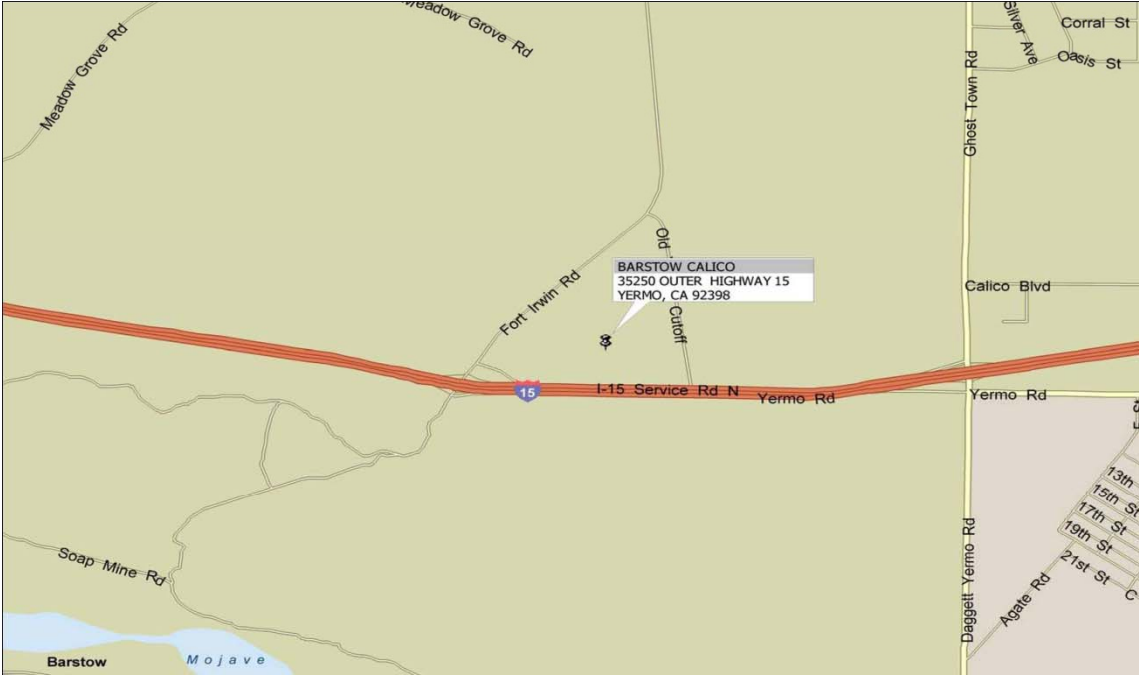 Meadow Grove Rd
Meadow Grove Rd
Silver Ave
Corral St
Oasis St
Ghost Town Rd
Old
Cutoff
BARSTOW CALICO
35250 OUTER HIGHWAY 15
YERMO, CA 92398
Fort Irwin Rd
Calico Blvd
15
I-15 Service Rd N
Yermo Rd
Yermo Rd
E St
13th
15th St
17th St
19th St
21st St
C
Soap Mine Rd
Daggett Yermo Rd
Agate Rd
Barstow
Mojave